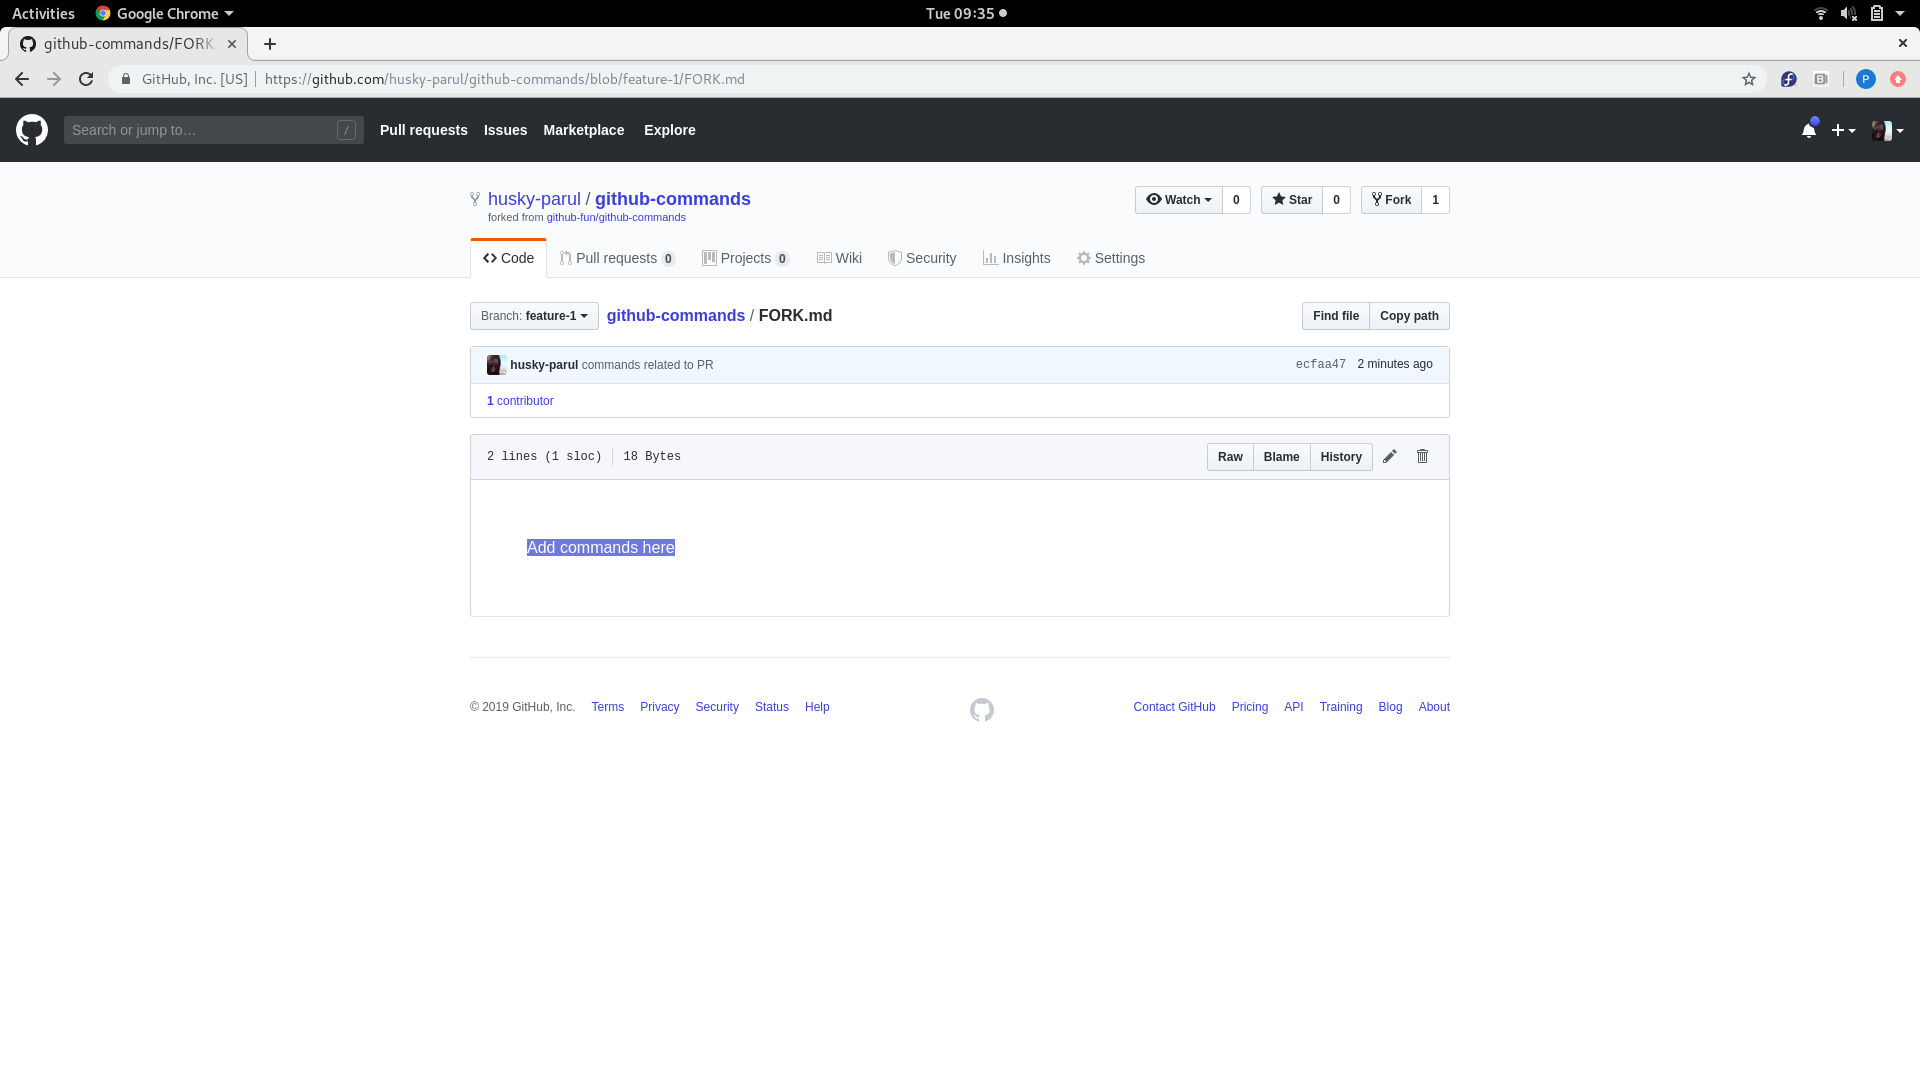 Activities Google Chrome Tue 09:35
github-commands/FORK.
GitHub, Inc. [US] https://github.com/husky-parul/github-commands/blob/feature-1/FORK.md P
Search or jump to… / Pull requests Issues Marketplace Explore
husky-parul / github-commands Watch 0 Star 0 Fork 1
forked from github-fun/github-commands
Code Pull requests 0 Projects 0 Wiki Security Insights Settings
Branch: feature-1 github-commands / FORK.md Find file Copy path
husky-parul commands related to PR ecfaa47 2 minutes ago
1 contributor
2 lines (1 sloc) 18 Bytes Raw Blame History
Add commands here
© 2019 GitHub, Inc. Terms Privacy Security Status Help Contact GitHub Pricing API Training Blog About